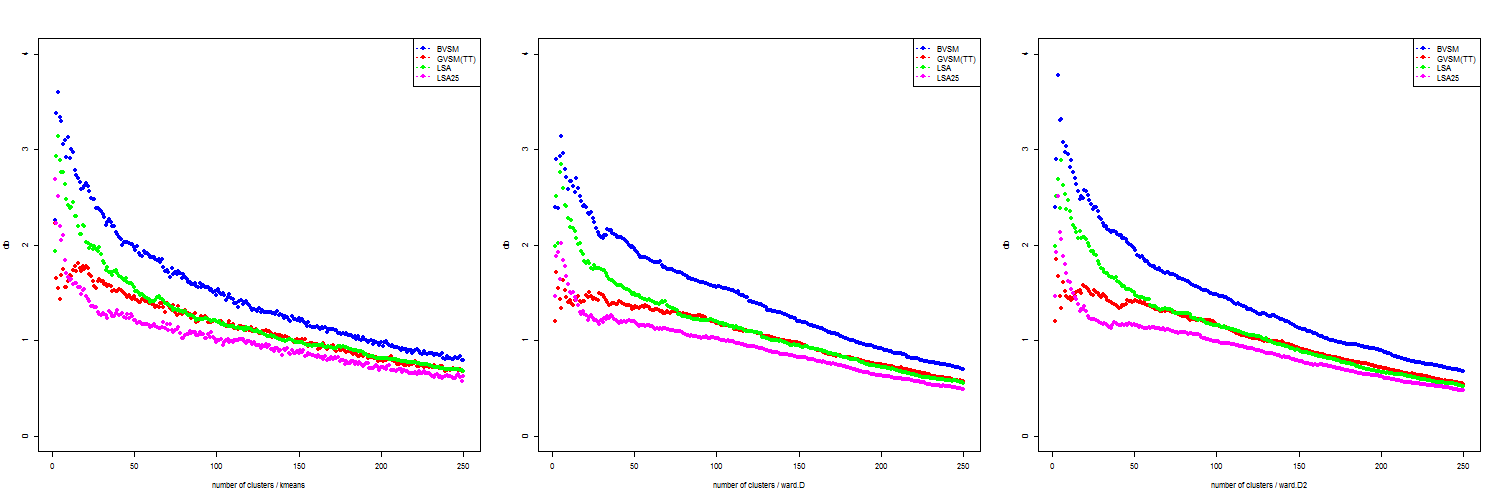 BVSM
GVSM(TT)
LSA
LSA25
db
0
1
2
3
4
0
50
100
150
200
250
number of clusters / kmeans
BVSM
GVSM(TT)
LSA
LSA25
db
0
1
2
3
4
0
50
100
150
200
250
number of clusters / ward.D
BVSM
GVSM(TT)
LSA
LSA25
db
0
1
2
3
4
0
50
100
150
200
250
number of clusters / ward.D2